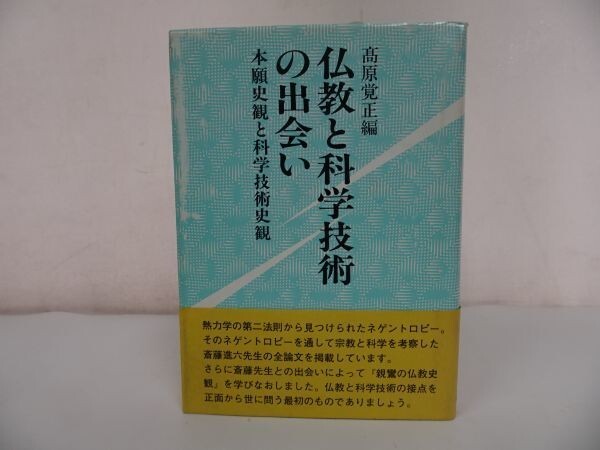 髙原覚正編
仏教と科学技術
の出会い
本願史観と科学技術史観
熱力学の第二法則から見つけられたネゲントロピー。
そのネゲントロピーを通して宗教と科学を考察した
斎藤進六先生の全論文を掲載しています。
さらに斎藤先生との出会いによって「親鸞の仏教史
観」を学びなおしました。仏教と科学技術の接点を
正面から世に問う最初のものでありましょう。